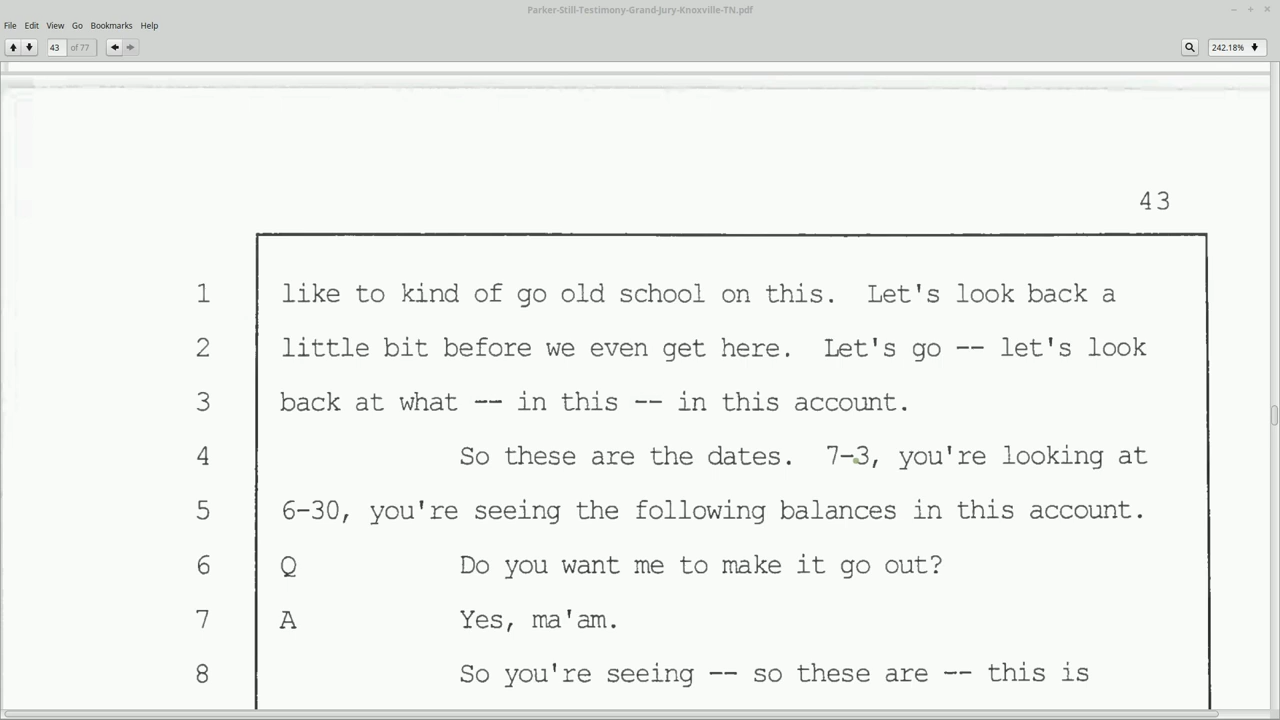 Parker-Still-Testimony-Grand-Jury-Knoxville-TN.pdf
File Edit View Go Bookmarks Help
43 of 77 242.18%
43
1 like to kind of go old school on this. Let's look back a
2 little bit before we even get here. Let's go -- let's look
3 back at what -- in this -- in this account.
4 So these are the dates. 7-3, you're looking at
5 6-30, you're seeing the following balances in this account.
6 Q Do you want me to make it go out?
7 A Yes, ma'am.
8 So you're seeing -- so these are -- this is